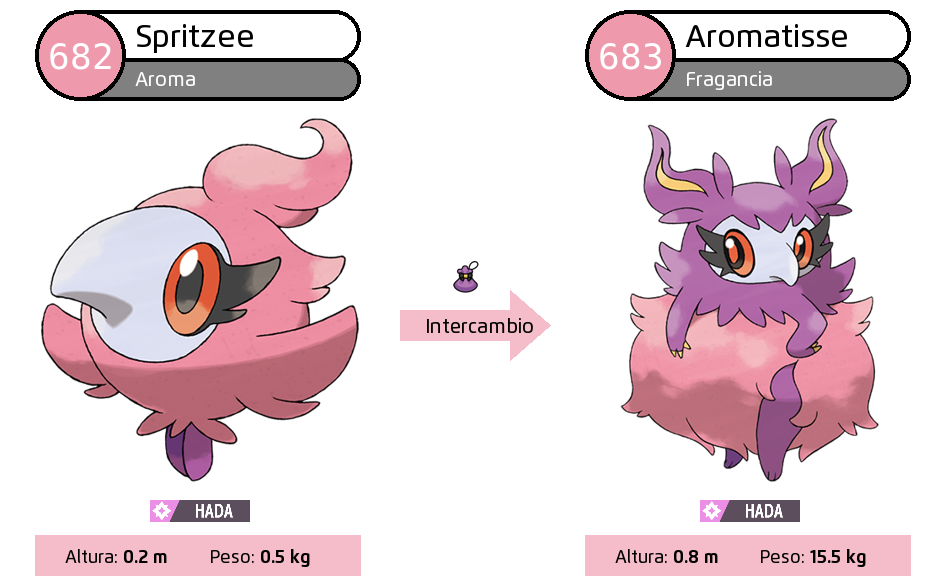 682
Spritzee
Aroma
683
Aromatisse
Fragancia
Intercambio
HADA
HADA
Altura: 0.2 m Peso: 0.5 kg
Altura: 0.8 m Peso: 15.5 kg